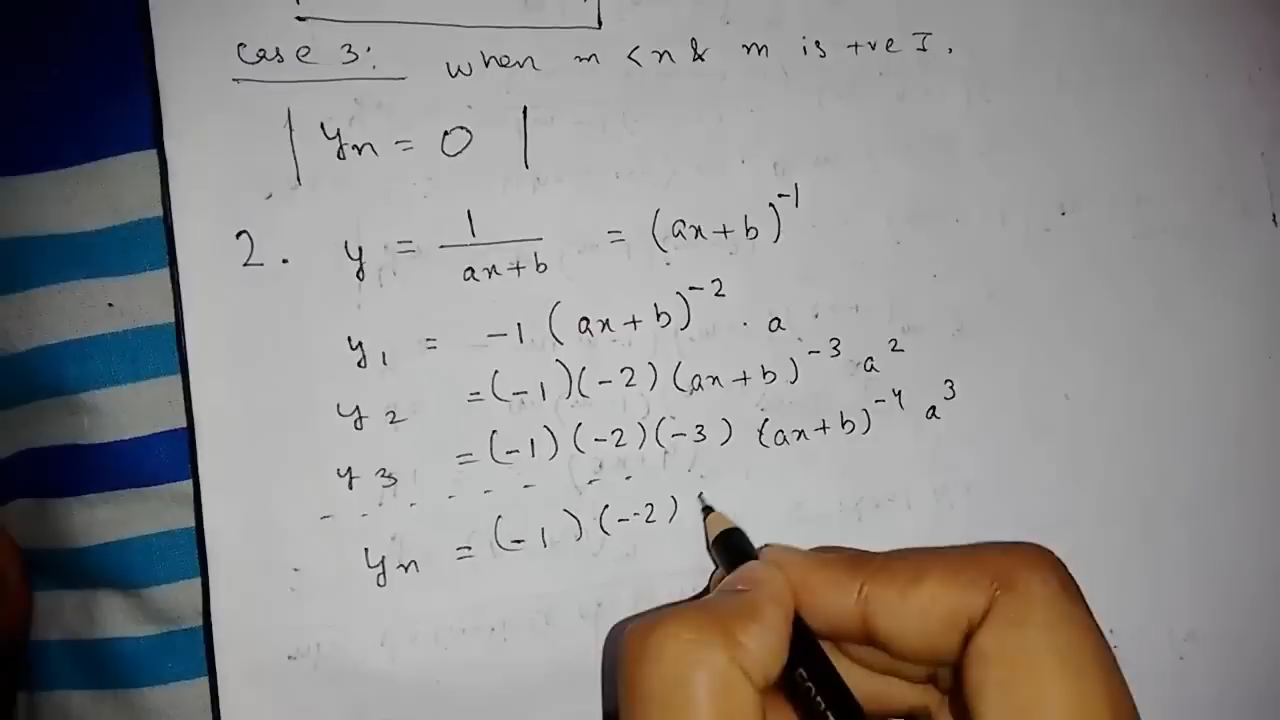 Case 3: when m < n & m is +ve I.
| yn = 0 |
2. y = 1/(ax+b) = (ax+b)^-1
y1 = -1 (ax+b)^-2 . a
y2 = (-1)(-2)(ax+b)^-3 a^2
y3 = (-1)(-2)(-3) (ax+b)^-4 a^3
- - - - - - - -
yn = (-1)(-2)